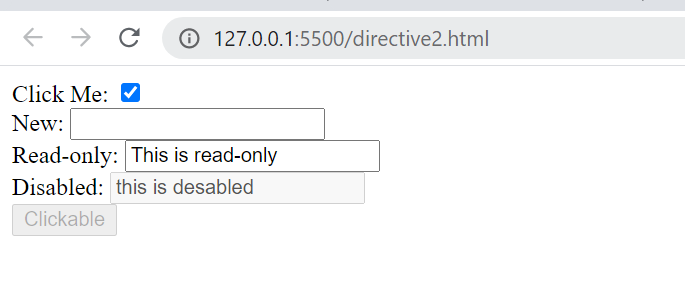 127.0.0.1:5500/directive2.html
Click Me:
New:
Read-only: This is read-only
Disabled: this is desabled
Clickable